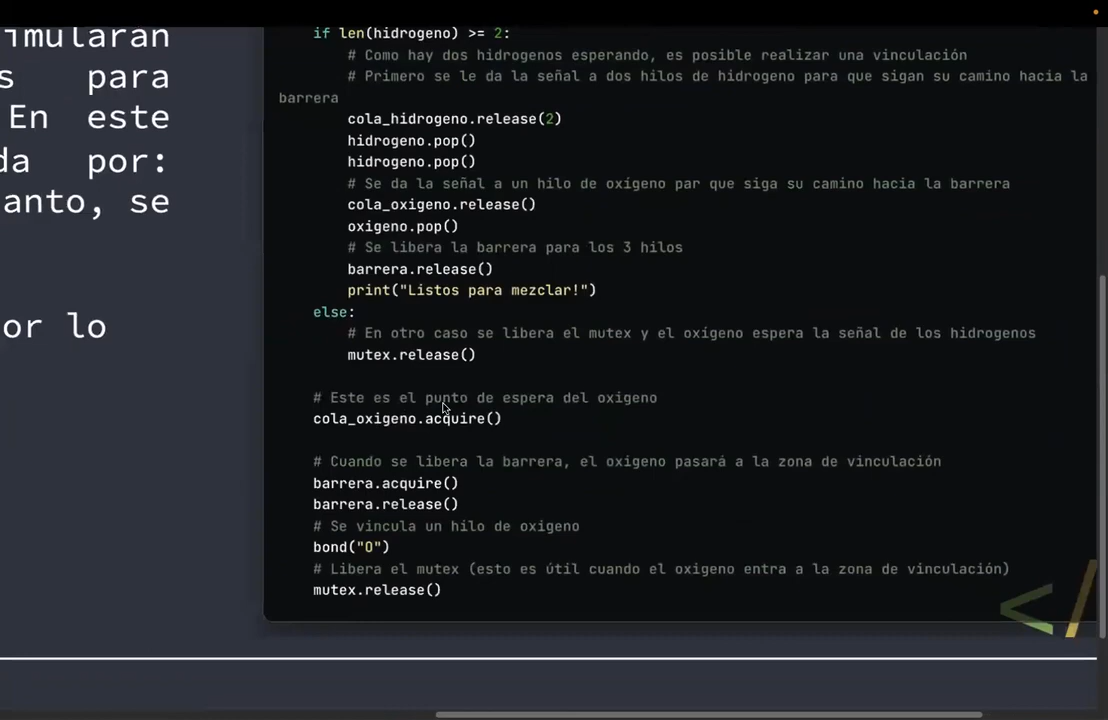 imularán
s para
En este
da por:
anto, se
or lo
if len(hidrogeno) >= 2:
# Como hay dos hidrogenos esperando, es posible realizar una vinculación
# Primero se le da la señal a dos hilos de hidrogeno para que sigan su camino hacia la
barrera
cola_hidrogeno.release(2)
hidrogeno.pop()
hidrogeno.pop()
# Se da la señal a un hilo de oxigeno par que siga su camino hacia la barrera
cola_oxigeno.release()
oxigeno.pop()
# Se libera la barrera para los 3 hilos
barrera.release()
print("Listos para mezclar!")
else:
# En otro caso se libera el mutex y el oxigeno espera la señal de los hidrogenos
mutex.release()
# Este es el punto de espera del oxigeno
cola_oxigeno.acquire()
# Cuando se libera la barrera, el oxigeno pasará a la zona de vinculación
barrera.acquire()
barrera.release()
# Se vincula un hilo de oxigeno
bond("O")
# Libera el mutex (esto es útil cuando el oxigeno entra a la zona de vinculación)
mutex.release()
</